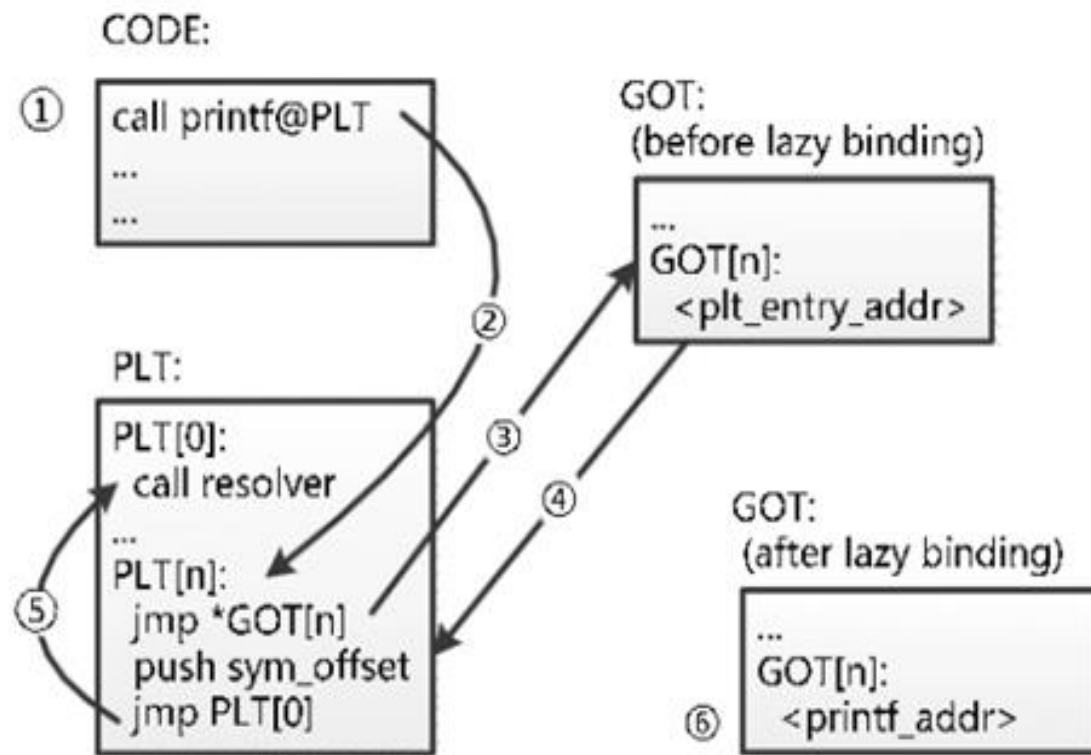 CODE:
①
call printf@PLT
...
...
GOT:
(before lazy binding)
...
GOT[n]:
<plt_entry_addr>
②
③
④
PLT:
PLT[0]:
call resolver
...
PLT[n]:
jmp *GOT[n]
push sym_offset
jmp PLT[0]
⑤
GOT:
(after lazy binding)
...
GOT[n]:
<printf_addr>
⑥